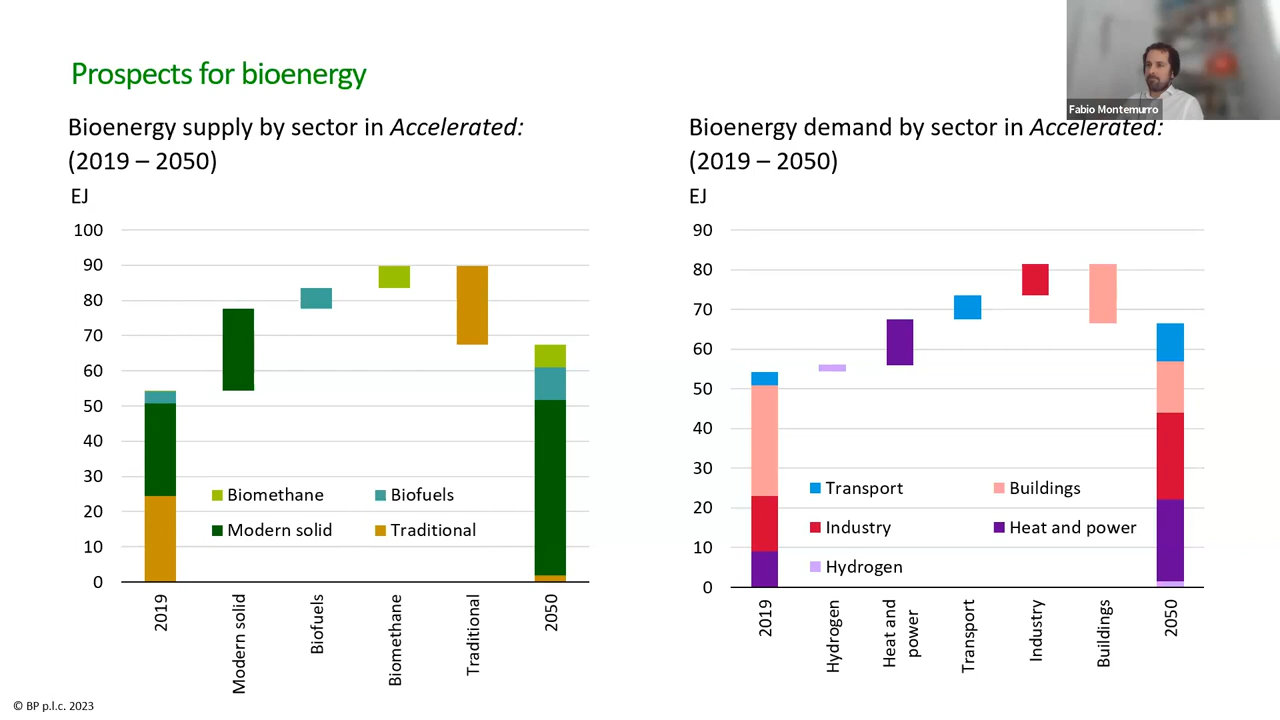 Prospects for bioenergy
Fabio Montemurro
Bioenergy supply by sector in Accelerated:
(2019 – 2050)
EJ
100
90
80
70
60
50
40
30
20
10
0
Biomethane
Biofuels
Modern solid
Traditional
2019
Modern solid
Biofuels
Biomethane
Traditional
2050
Bioenergy demand by sector in Accelerated:
(2019 – 2050)
EJ
90
80
70
60
50
40
30
20
10
0
Transport
Buildings
Industry
Heat and power
Hydrogen
2019
Hydrogen
Heat and
power
Transport
Industry
Buildings
2050
© BP p.l.c. 2023